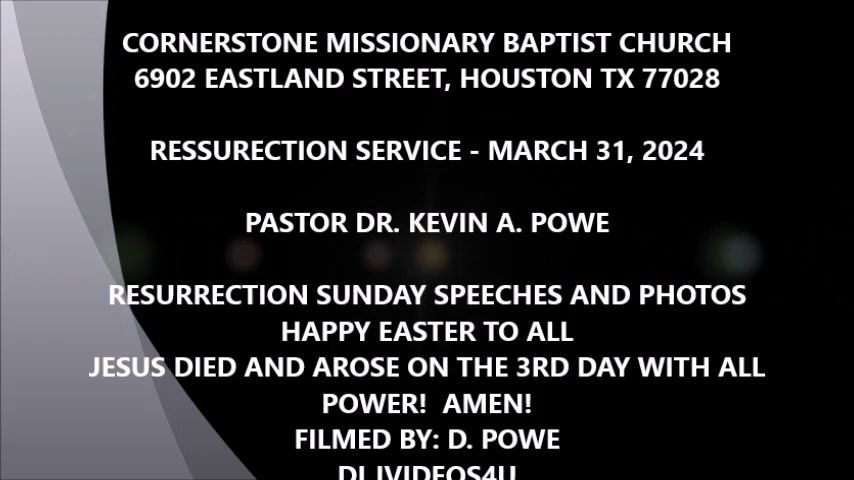 CORNERSTONE MISSIONARY BAPTIST CHURCH
6902 EASTLAND STREET, HOUSTON TX 77028
RESSURECTION SERVICE - MARCH 31, 2024
PASTOR DR. KEVIN A. POWE
RESURRECTION SUNDAY SPEECHES AND PHOTOS
HAPPY EASTER TO ALL
JESUS DIED AND AROSE ON THE 3RD DAY WITH ALL
POWER!  AMEN!
FILMED BY: D. POWE